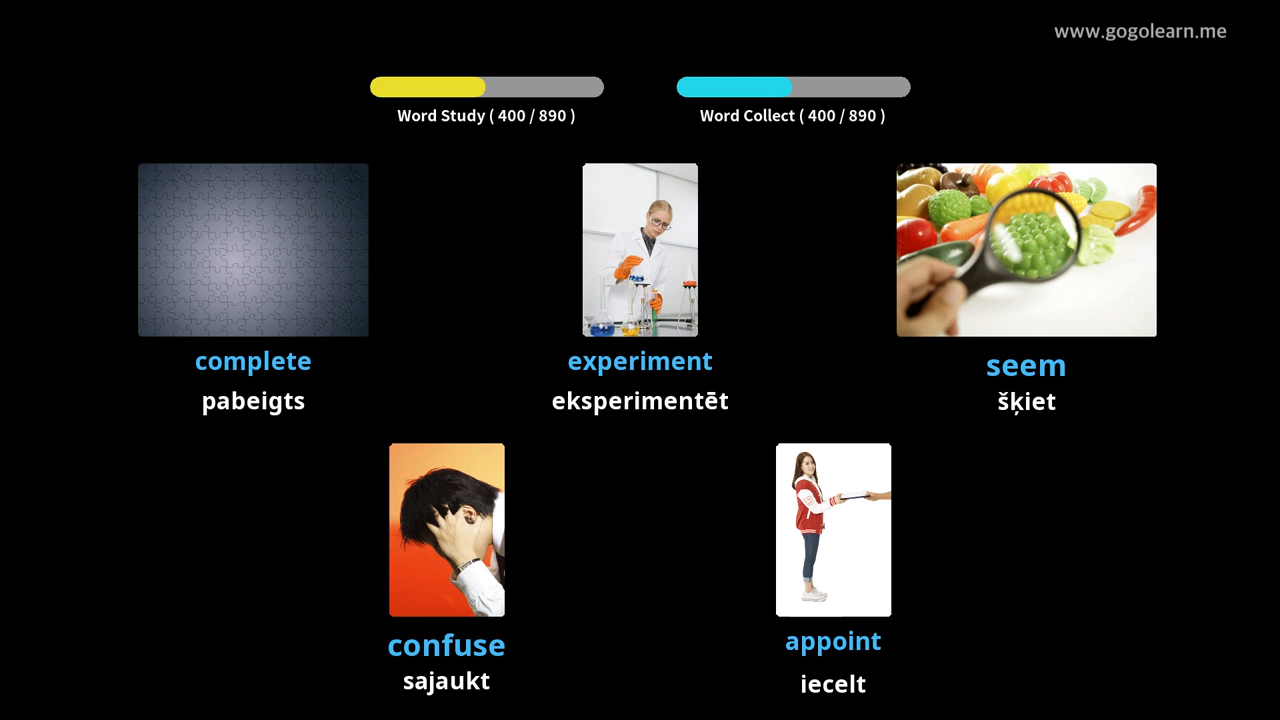 www.gogolearn.me
Word Study ( 400 / 890 )
Word Collect ( 400 / 890 )
complete
pabeigts
experiment
eksperimentēt
seem
šķiet
confuse
sajaukt
appoint
iecelt